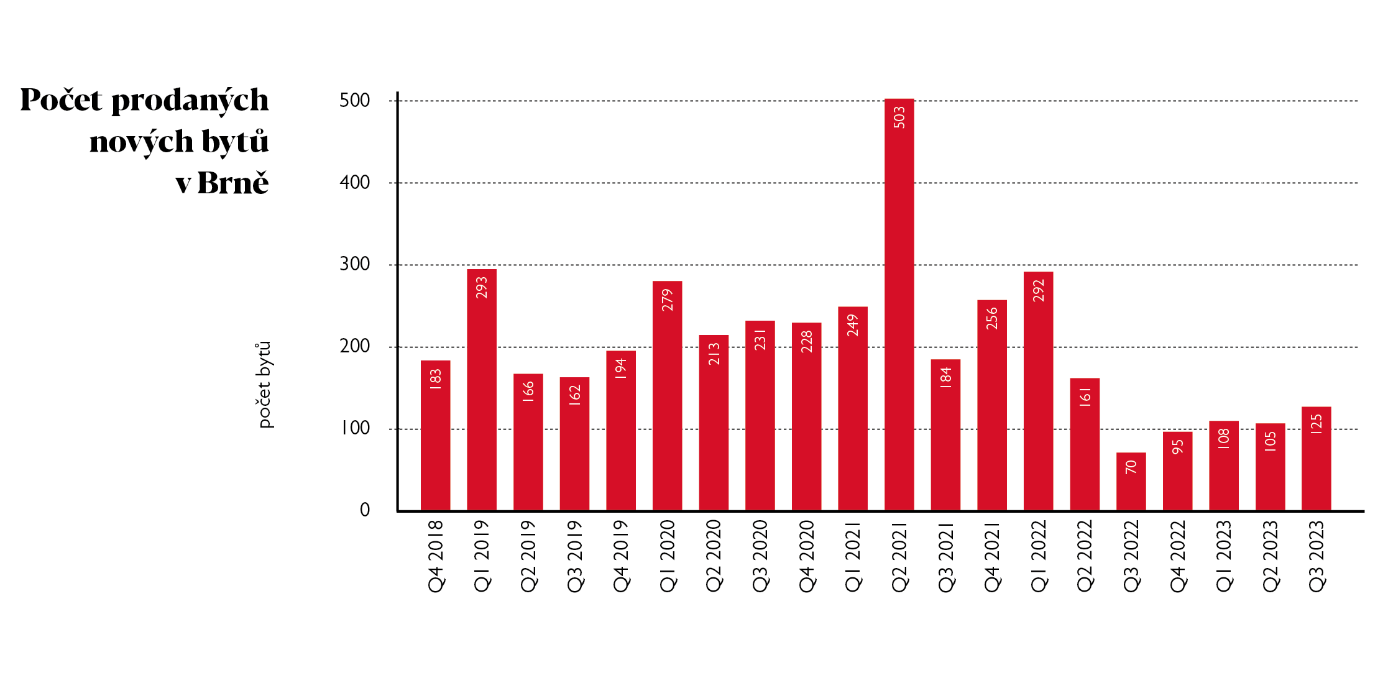 Počet prodaných
nových bytů
v Brně
počet bytů
500
400
300
200
100
0
183
293
166
162
194
279
213
231
228
249
503
184
256
292
161
70
95
108
105
125
Q4 2018
Q1 2019
Q2 2019
Q3 2019
Q4 2019
Q1 2020
Q2 2020
Q3 2020
Q4 2020
Q1 2021
Q2 2021
Q3 2021
Q4 2021
Q1 2022
Q2 2022
Q3 2022
Q4 2022
Q1 2023
Q2 2023
Q3 2023